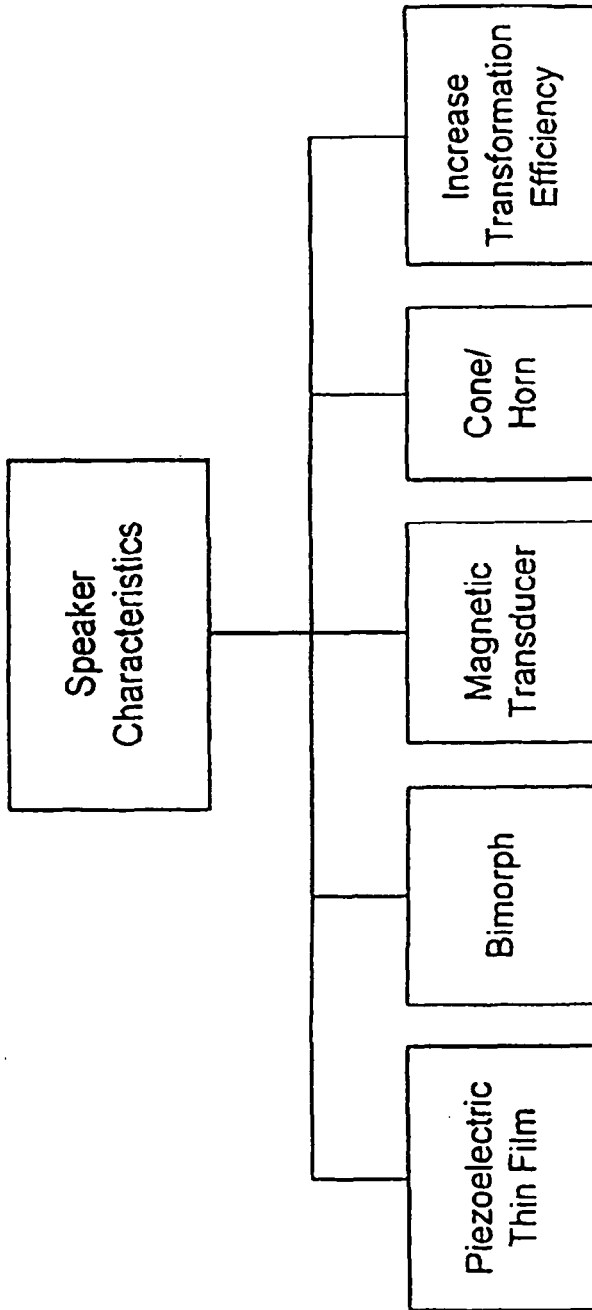 Speaker
Characteristics
Piezoelectric
Thin Film
Bimorph
Magnetic
Transducer
Cone/
Horn
Increase
Transformation
Efficiency